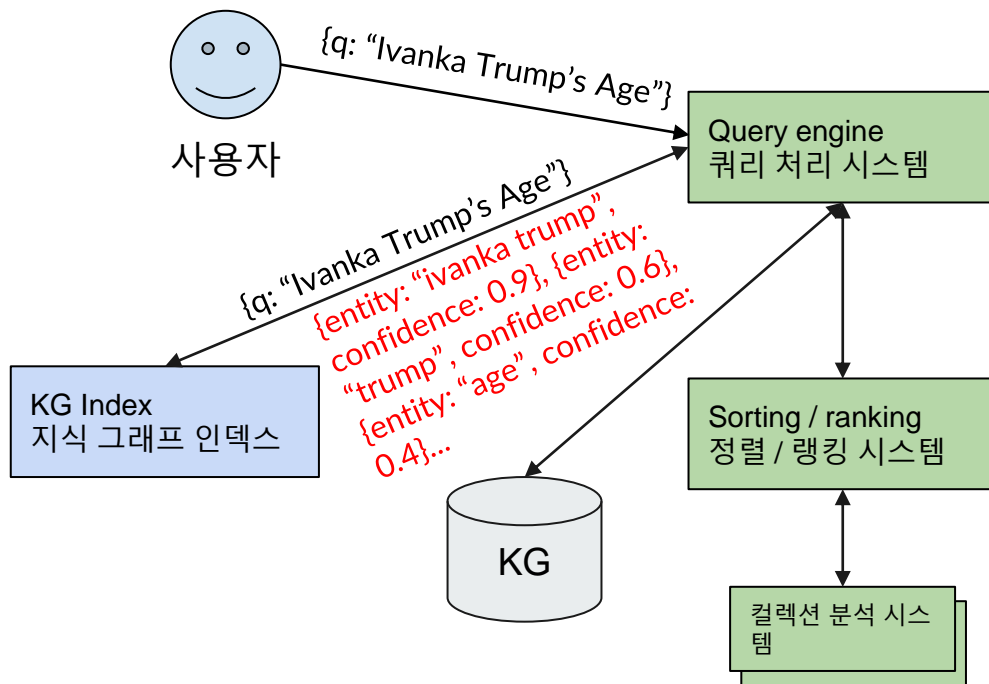 {q: “Ivanka Trump’s Age”}
사용자
Query engine
쿼리 처리 시스템
{q: “Ivanka Trump’s Age”}
{entity: “ivanka trump” ,
confidence: 0.9}, {entity:
“trump”, confidence: 0.6},
{entity: “age” , confidence:
0.4}...
KG Index
지식 그래프 인덱스
Sorting / ranking
정렬 / 랭킹 시스템
KG
컬렉션 분석 시스
템